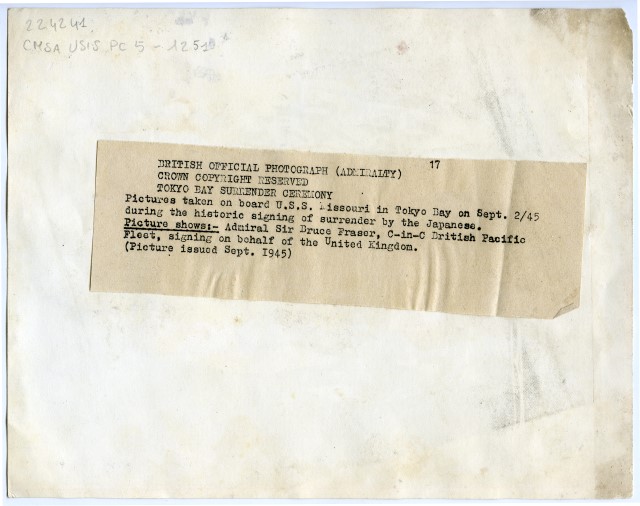 224241
CMSA USIS PC 5 - 1251
17
BRITISH OFFICIAL PHOTOGRAPH (ADMIRALTY)
CROWN COPYRIGHT RESERVED
TOKYO BAY SURRENDER CEREMONY
Pictures taken on board U.S.S. Missouri in Tokyo Bay on Sept. 2/45
during the historic signing of surrender by the Japanese.
Picture shows:- Admiral Sir Bruce Fraser, C-in-C British Pacific
Fleet, signing on behalf of the United Kingdom.
(Picture issued Sept. 1945)